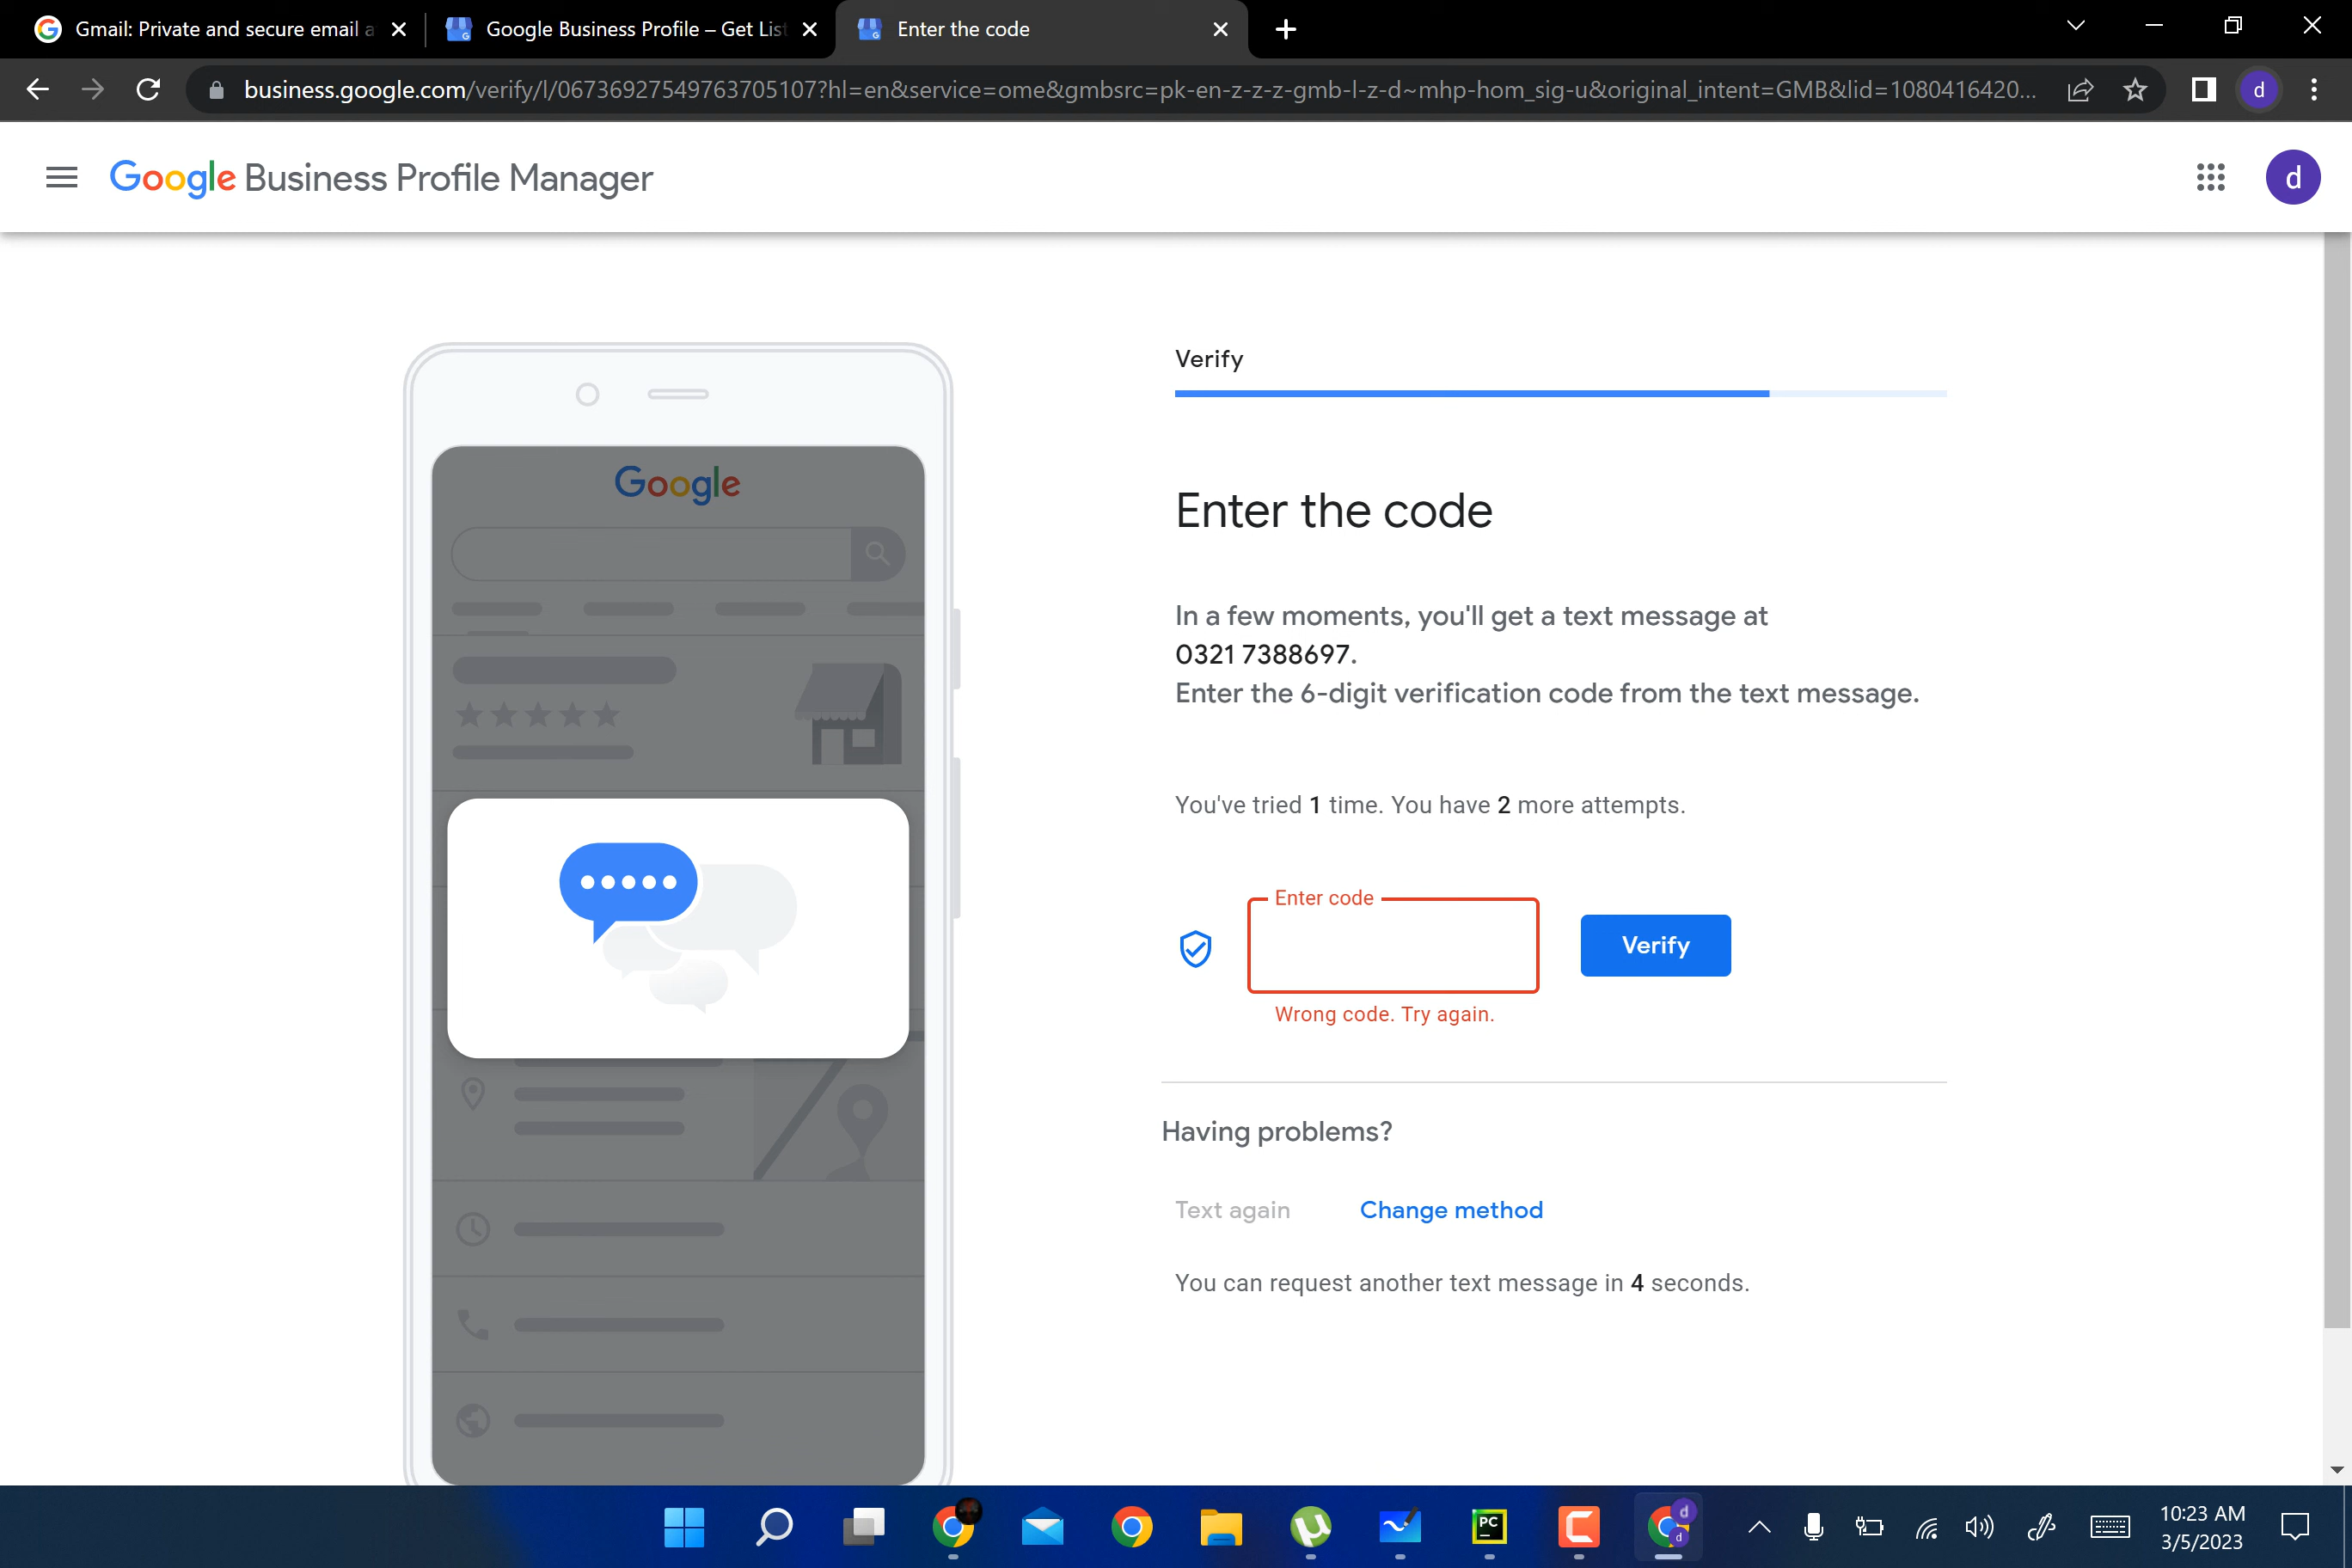 Gmail: Private and secure email a
Google Business Profile – Get List
Enter the code
business.google.com/verify/l/06736927549763705107?hl=en&service=ome&gmbsrc=pk-en-z-z-z-gmb-l-z-d~mhp-hom_sig-u&original_intent=GMB&lid=1080416420...
d
Google Business Profile Manager
d
Verify
Google
Enter the code
In a few moments, you'll get a text message at
0321 7388697.
Enter the 6-digit verification code from the text message.
You've tried 1 time. You have 2 more attempts.
Enter code
Verify
Wrong code. Try again.
Having problems?
Text again
Change method
You can request another text message in 4 seconds.
PC
d
d
10:23 AM
3/5/2023